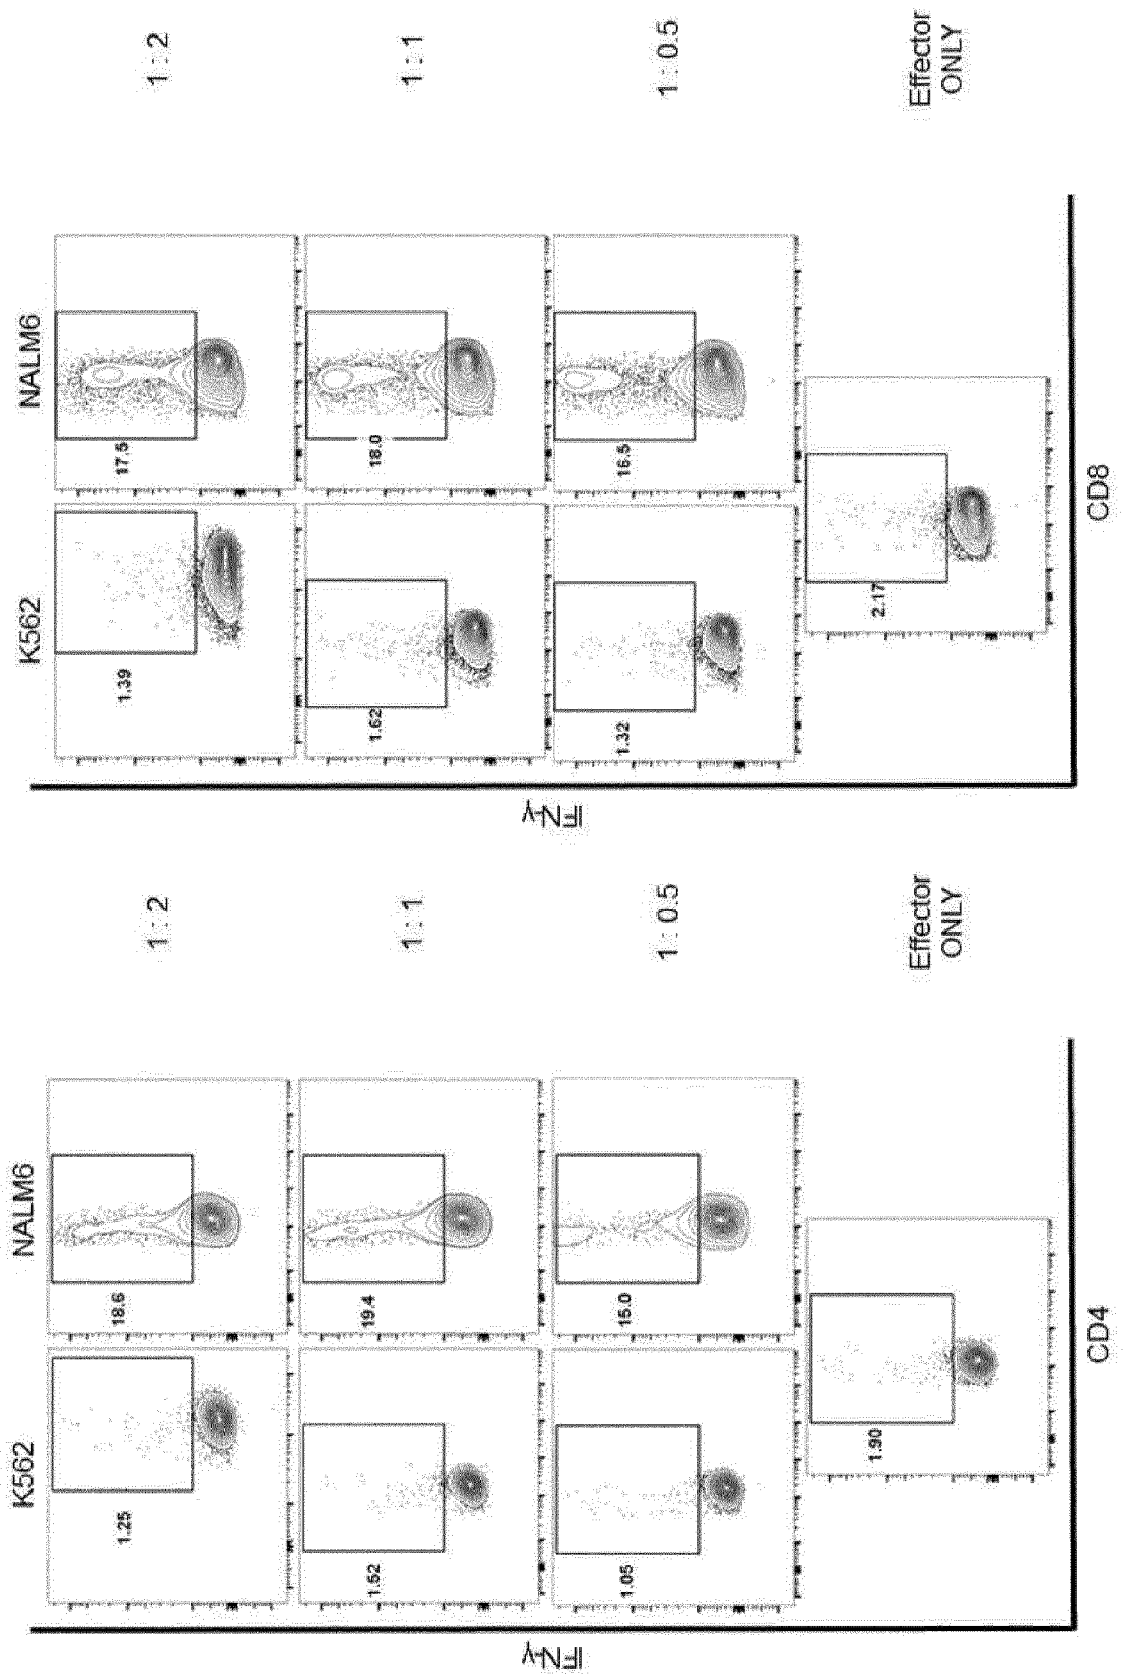 K562
NALM6
1.25
18.6
1 : 2
1.52
19.4
1 : 1
1.05
15.0
1 : 0.5
1.90
Effector
ONLY
IFN-γ
CD4
K562
NALM6
1.39
17.5
1 : 2
1.62
18.0
1 : 1
1.32
16.5
1 : 0.5
2.17
Effector
ONLY
IFN-γ
CD8